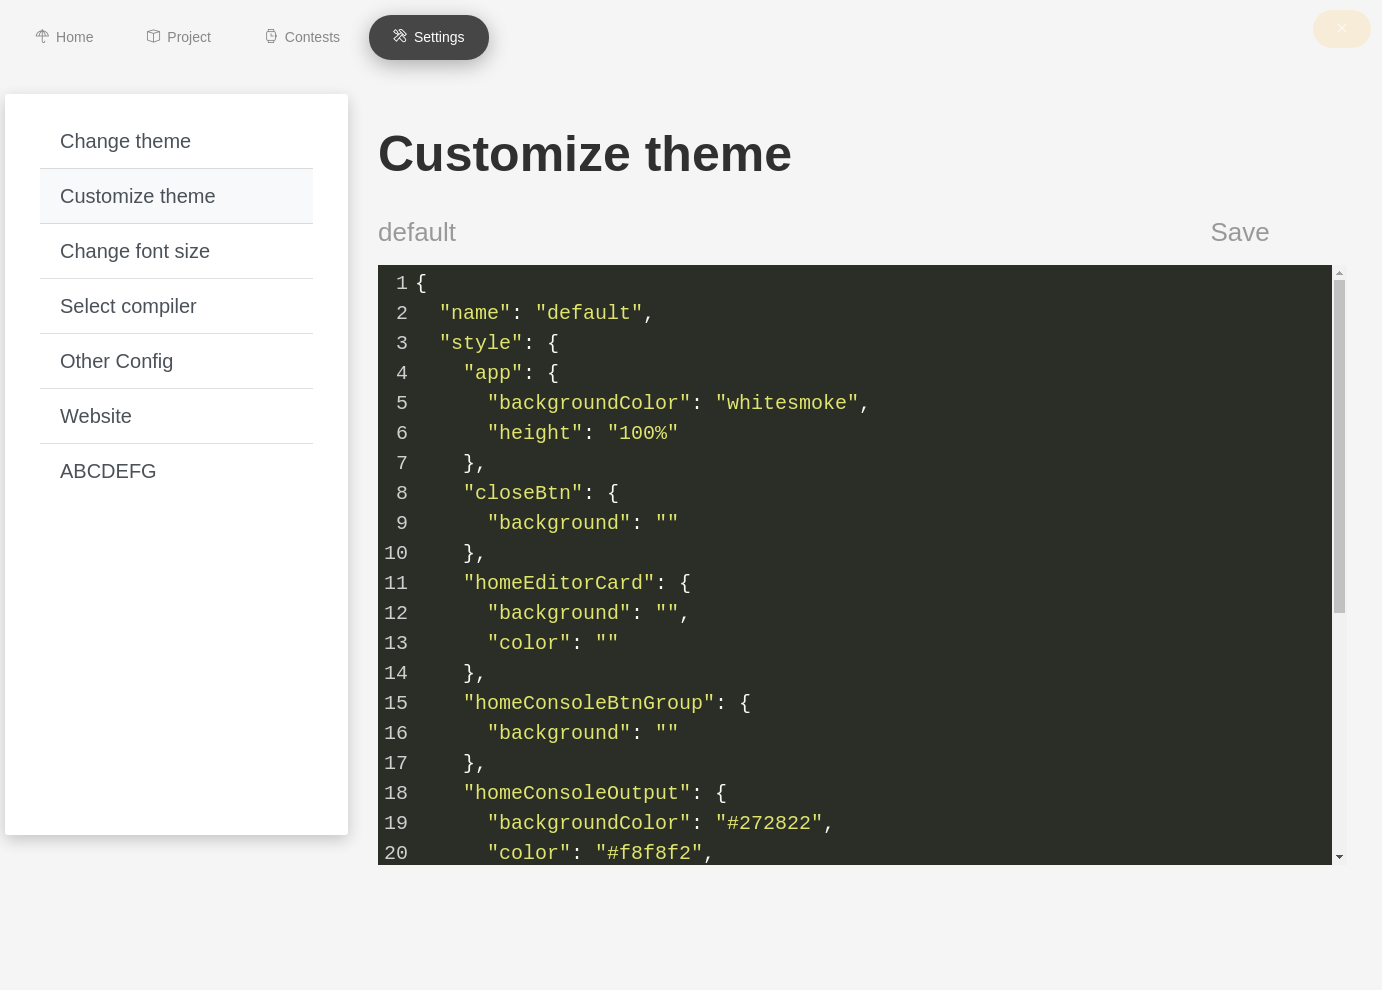 Home Project Contests Settings
Change theme
Customize theme
Change font size
Select compiler
Other Config
Website
ABCDEFG
Customize theme
default Save
1 {
2   "name": "default",
3   "style": {
4     "app": {
5       "backgroundColor": "whitesmoke",
6       "height": "100%"
7     },
8     "closeBtn": {
9       "background": ""
10     },
11     "homeEditorCard": {
12       "background": "",
13       "color": ""
14     },
15     "homeConsoleBtnGroup": {
16       "background": ""
17     },
18     "homeConsoleOutput": {
19       "backgroundColor": "#272822",
20       "color": "#f8f8f2",